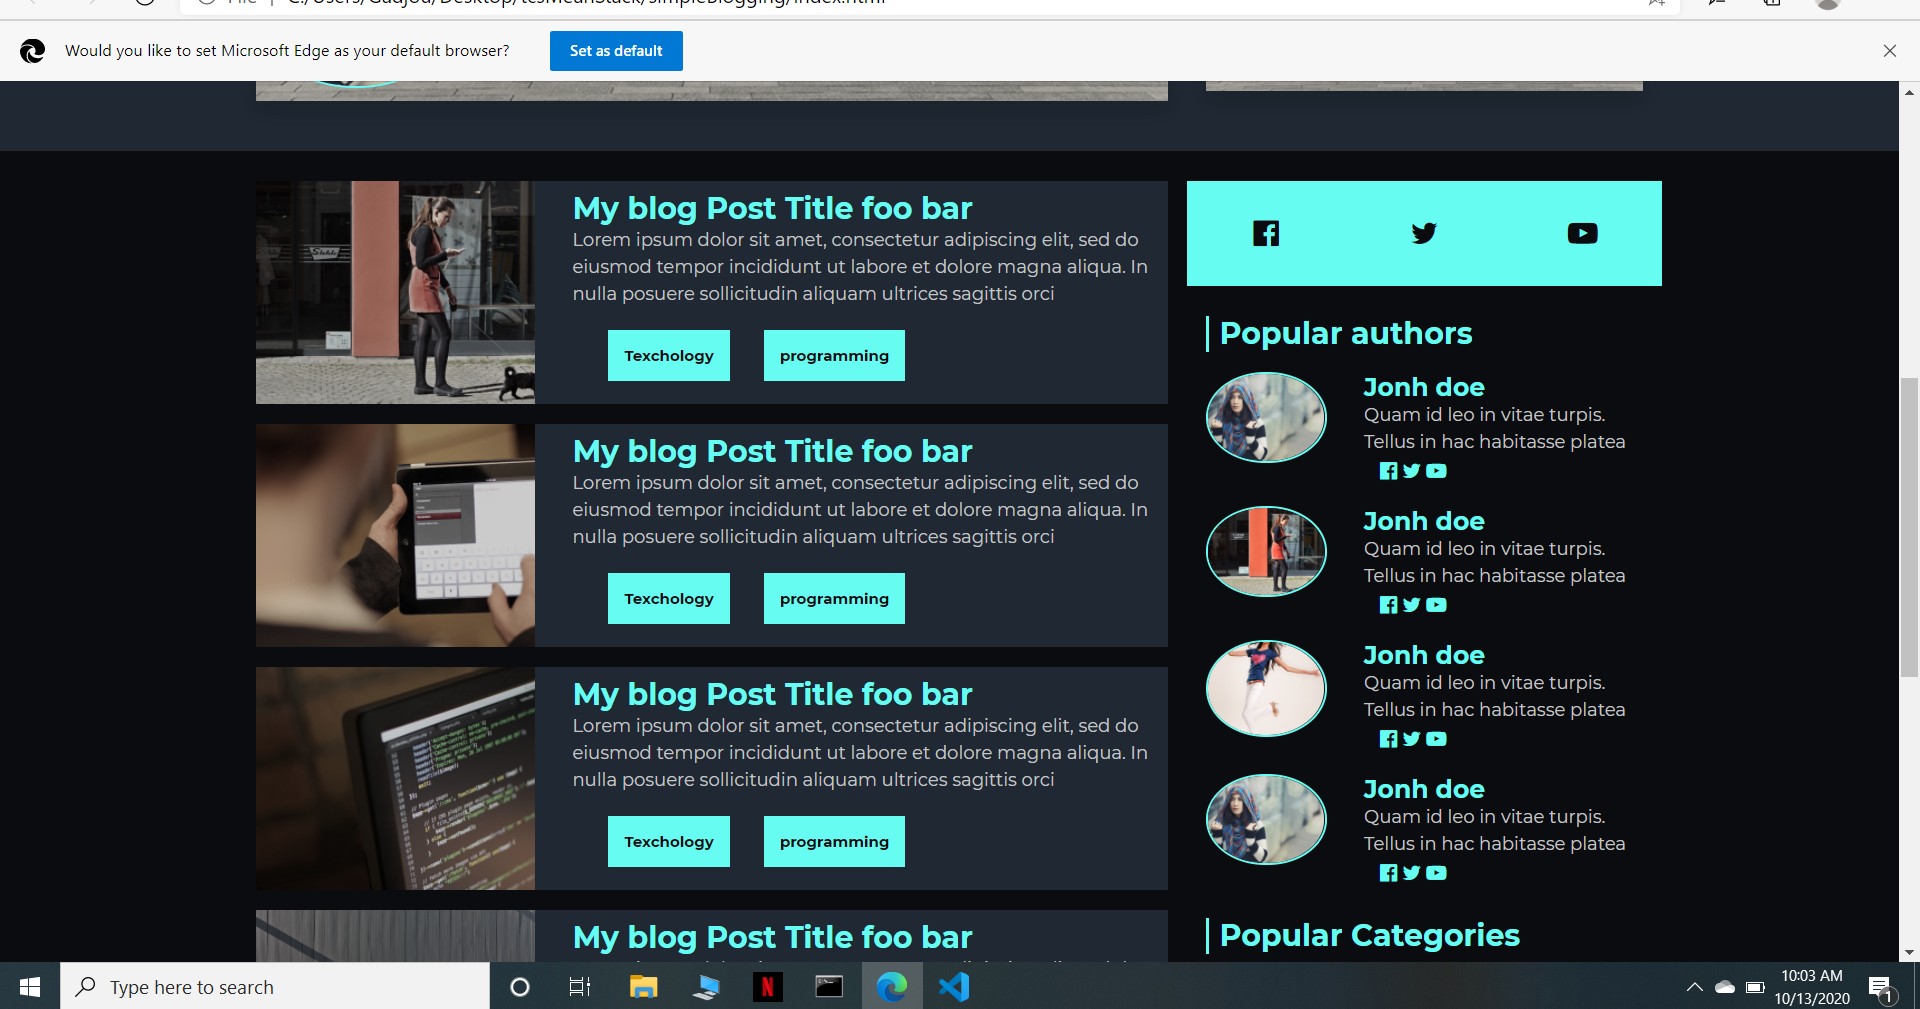 File | C:/Users/Gadjou/Desktop/tcsMeanStack/simpleBlogging/index.html
Would you like to set Microsoft Edge as your default browser?
Set as default
My blog Post Title foo bar
Lorem ipsum dolor sit amet, consectetur adipiscing elit, sed do
eiusmod tempor incididunt ut labore et dolore magna aliqua. In
nulla posuere sollicitudin aliquam ultrices sagittis orci
Texchology
programming
My blog Post Title foo bar
Lorem ipsum dolor sit amet, consectetur adipiscing elit, sed do
eiusmod tempor incididunt ut labore et dolore magna aliqua. In
nulla posuere sollicitudin aliquam ultrices sagittis orci
Texchology
programming
My blog Post Title foo bar
Lorem ipsum dolor sit amet, consectetur adipiscing elit, sed do
eiusmod tempor incididunt ut labore et dolore magna aliqua. In
nulla posuere sollicitudin aliquam ultrices sagittis orci
Texchology
programming
My blog Post Title foo bar
Popular authors
Jonh doe
Quam id leo in vitae turpis.
Tellus in hac habitasse platea
Jonh doe
Quam id leo in vitae turpis.
Tellus in hac habitasse platea
Jonh doe
Quam id leo in vitae turpis.
Tellus in hac habitasse platea
Jonh doe
Quam id leo in vitae turpis.
Tellus in hac habitasse platea
Popular Categories
Type here to search
10:03 AM
10/13/2020
1